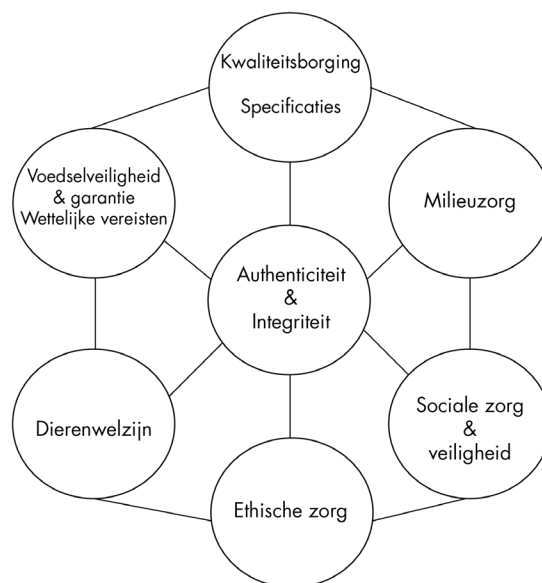 Kwaliteitsborging
Specificaties
Voedselveiligheid
& garantie
Wettelijke vereisten
Milieuzorg
Authenticiteit
&
Integriteit
Dierenwelzijn
Sociale zorg
&
veiligheid
Ethische zorg